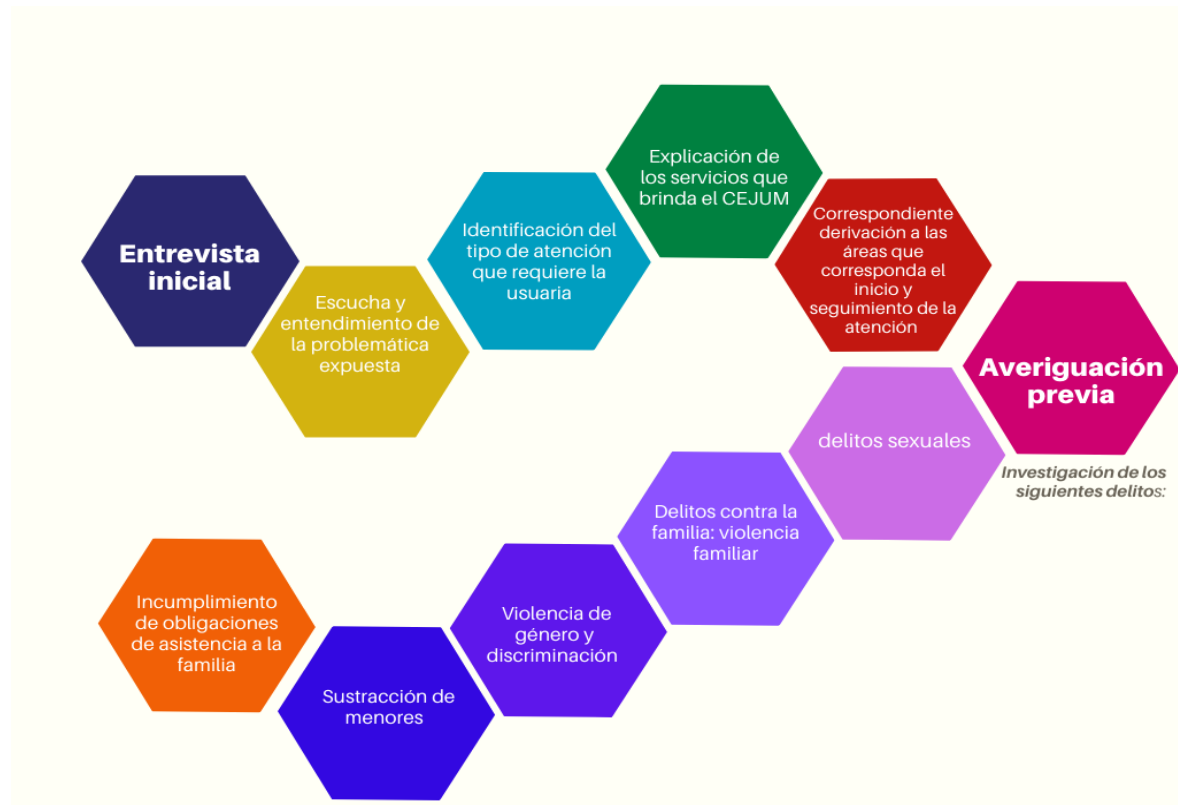 Entrevista
inicial
Escucha y
entendimiento de
la problemática
expuesta
Identificación del
tipo de atención
que requiere la
usuaria
Explicación de
los servicios que
brinda el CEJUM
Correspondiente
derivación a las
áreas que
corresponda el
inicio y
seguimiento de la
atención
Averiguación
previa
Investigación de los
siguientes delitos:
delitos sexuales
Delitos contra la
familia: violencia
familiar
Violencia de
género y
discriminación
Sustracción de
menores
Incumplimiento
de obligaciones
de asistencia a la
familia